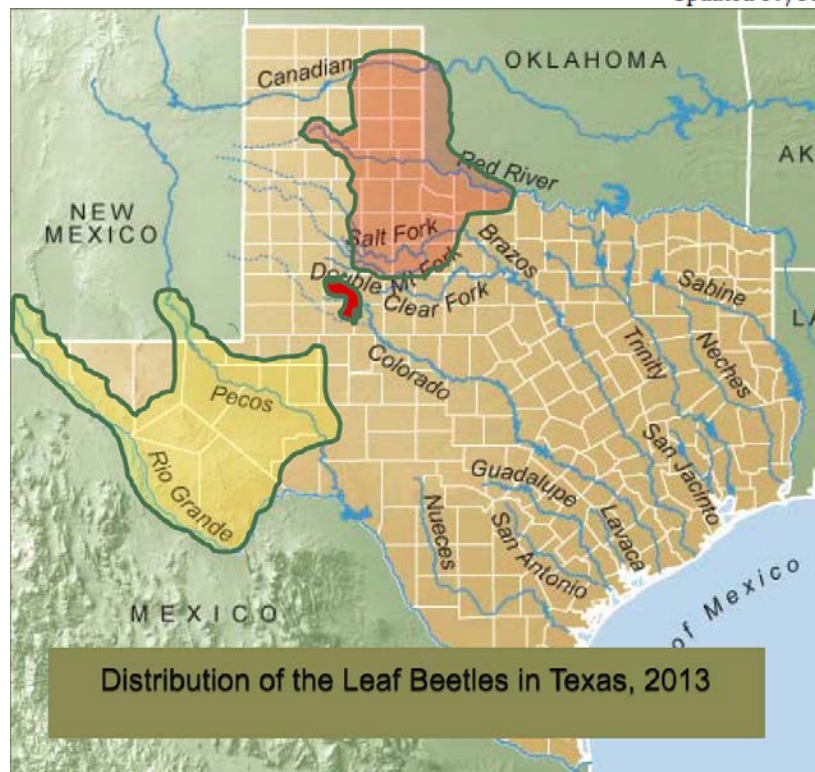 Canadian
OKLAHOMA
AK
Red River
NEW
MEXICO
Salt Fork
Brazos
Double Mt Fork
Clear Fork
Sabine
LA
Colorado
Trinity
Neches
Pecos
San Jacinto
Rio Grande
Guadalupe
Nueces
San Antonio
Lavaca
MEXICO
of Mexico
Distribution of the Leaf Beetles in Texas, 2013